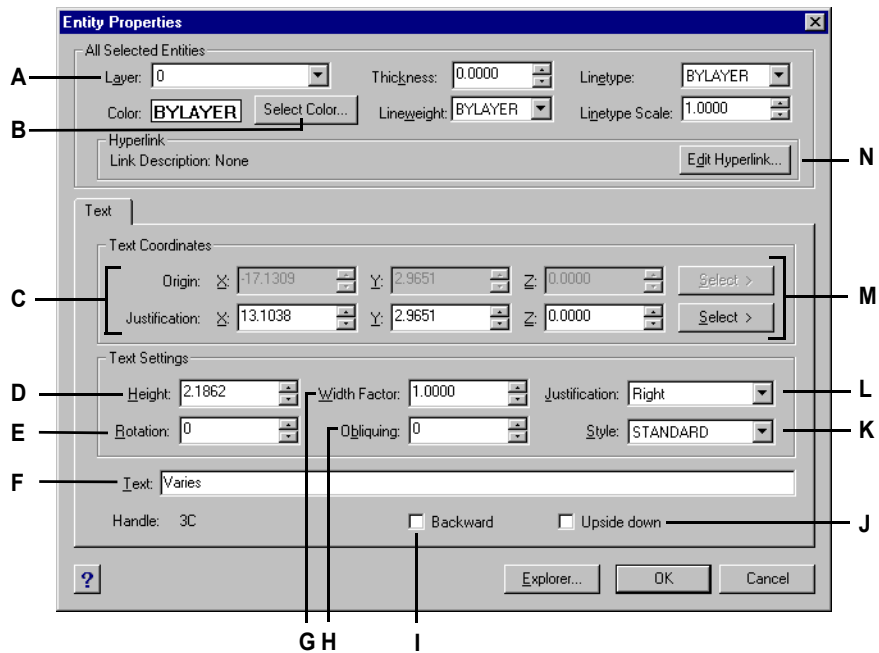 Entity Properties
All Selected Entities
A Layer: 0 Thickness: 0.0000 Linetype: BYLAYER
Color: BYLAYER Select Color... Lineweight: BYLAYER Linetype Scale: 1.0000
B
Hyperlink
Link Description: None Edit Hyperlink... N
Text
Text Coordinates
Origin: X: -17.1309 Y: 2.9651 Z: 0.0000 Select >
C M
Justification: X: 13.1038 Y: 2.9651 Z: 0.0000 Select >
Text Settings
D Height: 2.1862 Width Factor: 1.0000 Justification: Right L
E Rotation: 0 Obliquing: 0 Style: STANDARD K
F Text: Varies
Handle: 3C Backward Upside down J
? Explorer... OK Cancel
G H I